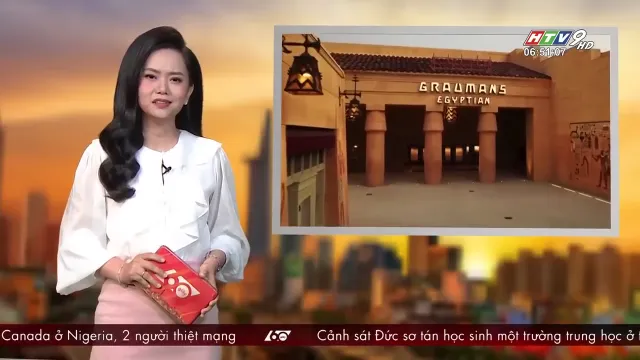 HTV9 HD
06:51:07
GRAUMANS
EGYPTIAN
Canada ở Nigeria, 2 người thiệt mạng
60
Cảnh sát Đức sơ tán học sinh một trường trung học ở